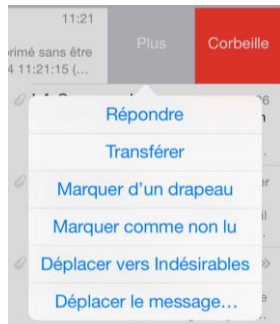 11:21
Plus
Corbeille
rimé sans être
4 11:21:15 (...
Répondre
Transférer
Marquer d'un drapeau
Marquer comme non lu
Déplacer vers Indésirables
Déplacer le message...